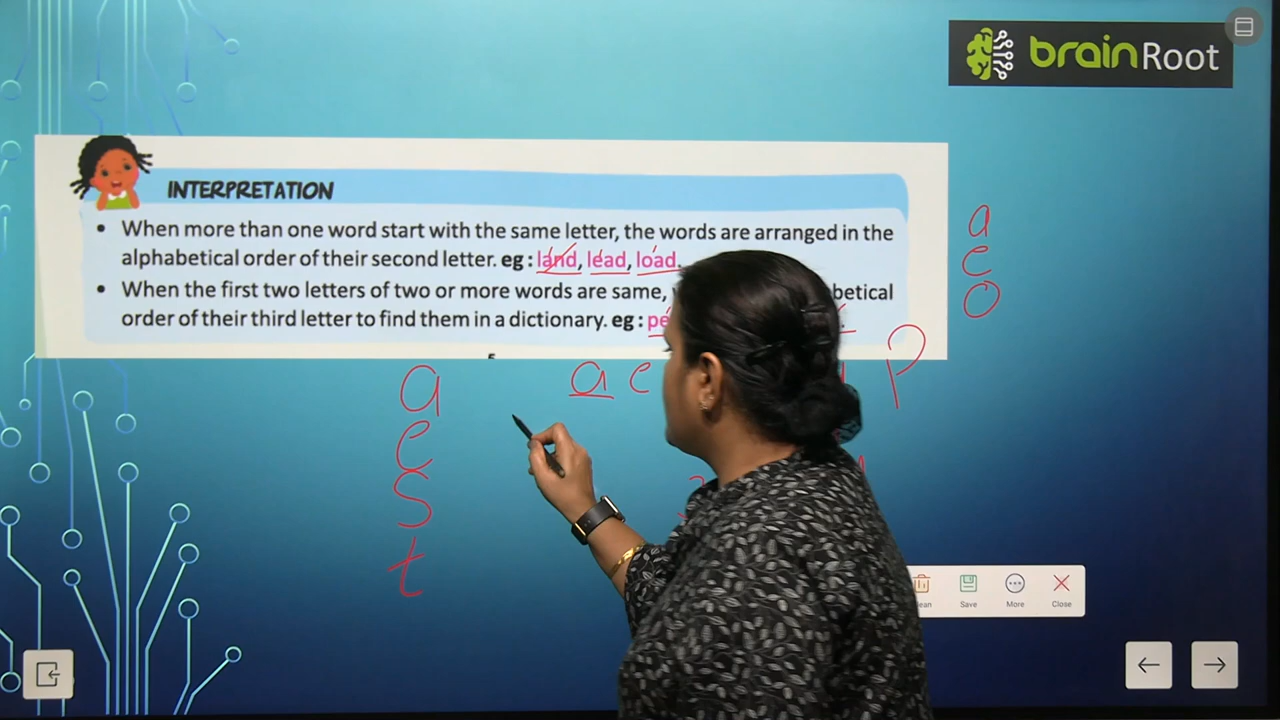 brainRoot
INTERPRETATION
• When more than one word start with the same letter, the words are arranged in the
alphabetical order of their second letter. eg : land, lead, load.
• When the first two letters of two or more words are same,
order of their third letter to find them in a dictionary. eg :
a
e
o
a e p
a
e
s
t
Save More Close